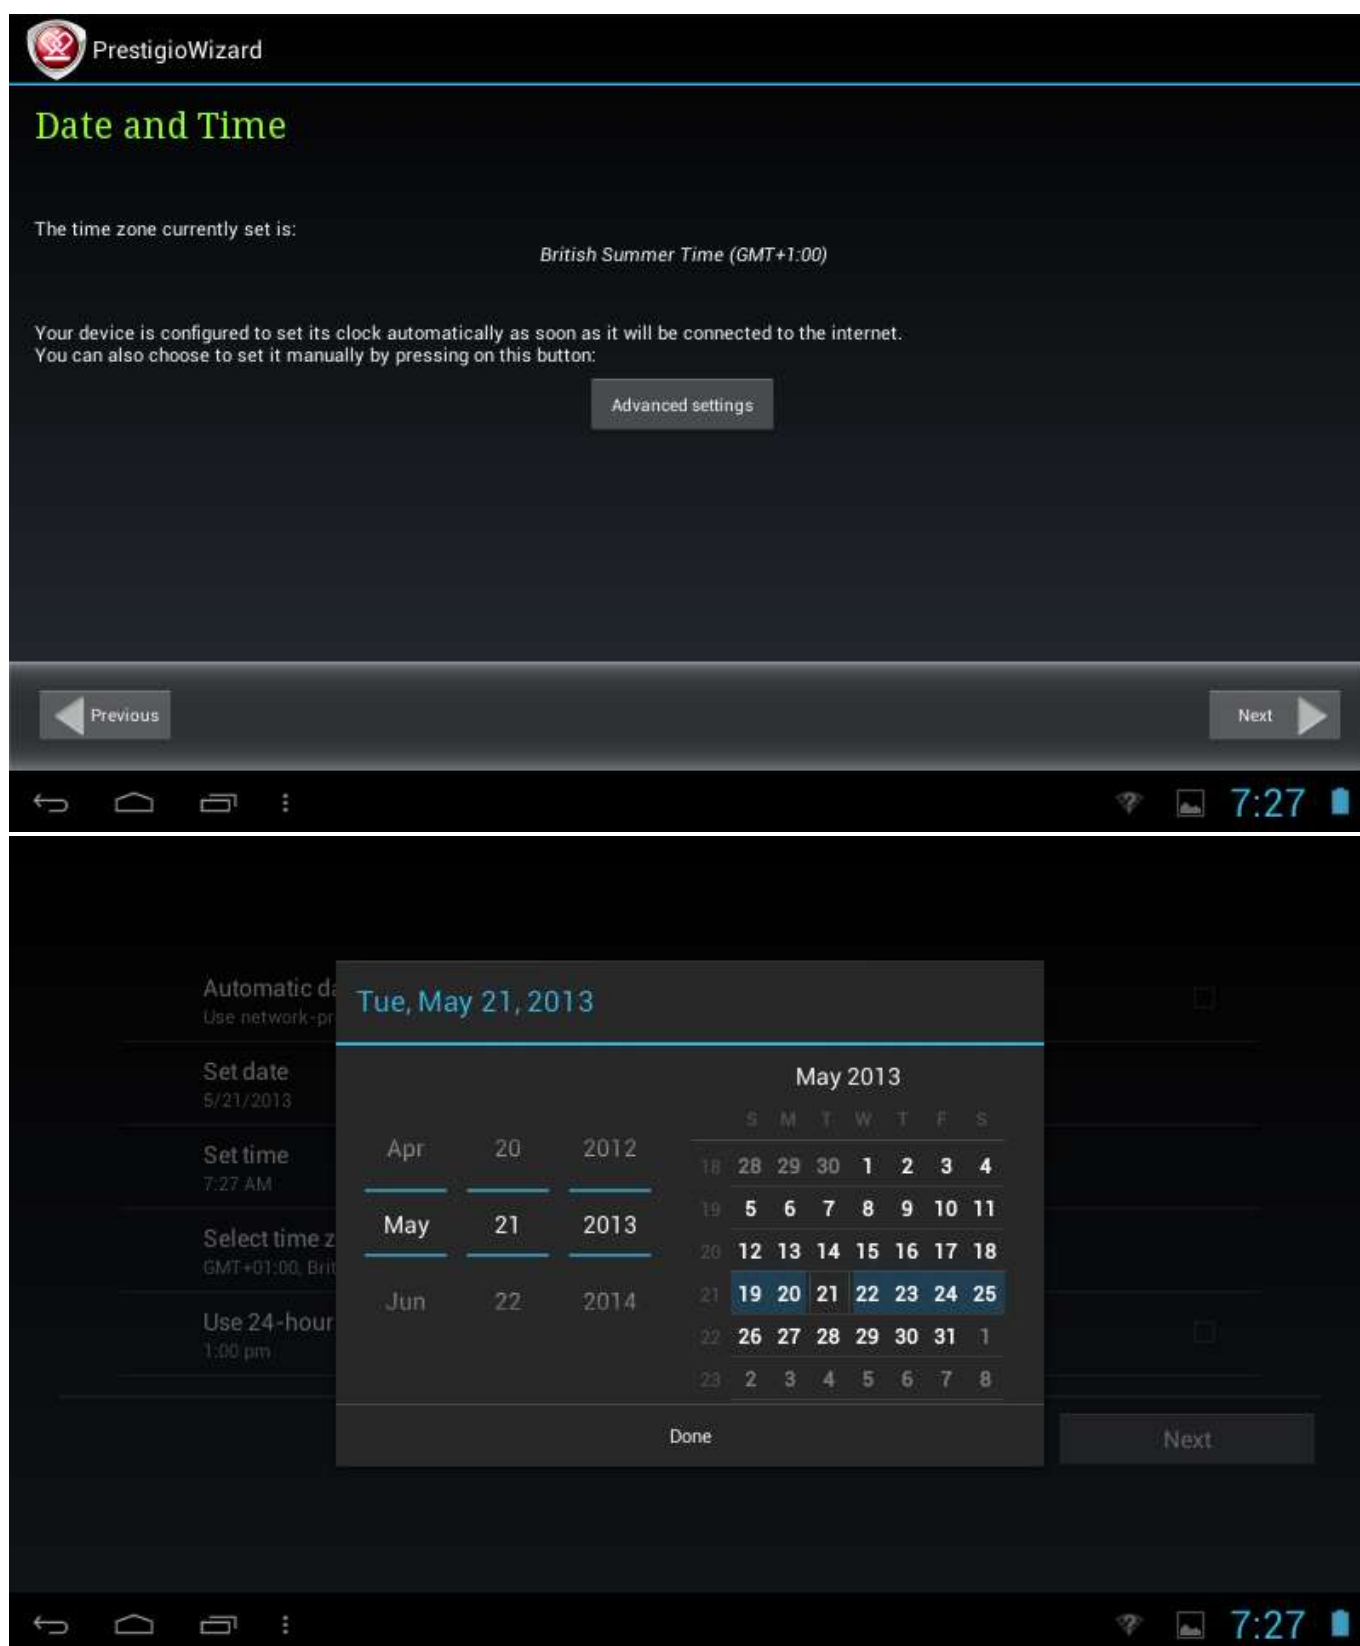 PrestigioWizard
Date and Time
The time zone currently set is:
British Summer Time (GMT+1:00)
Your device is configured to set its clock automatically as soon as it will be connected to the internet.
You can also choose to set it manually by pressing on this button:
Advanced settings
Previous
Next
7:27
Automatic da
Use network-pr
Set date
5/21/2013
Set time
7:27 AM
Select time z
GMT+01:00, Brit
Use 24-hour
1:00 pm
Tue, May 21, 2013
Apr 20 2012
May 21 2013
Jun 22 2014
May 2013
S M T W T F S
18 28 29 30 1 2 3 4
19 5 6 7 8 9 10 11
20 12 13 14 15 16 17 18
21 19 20 21 22 23 24 25
22 26 27 28 29 30 31 1
23 2 3 4 5 6 7 8
Done
Next
7:27